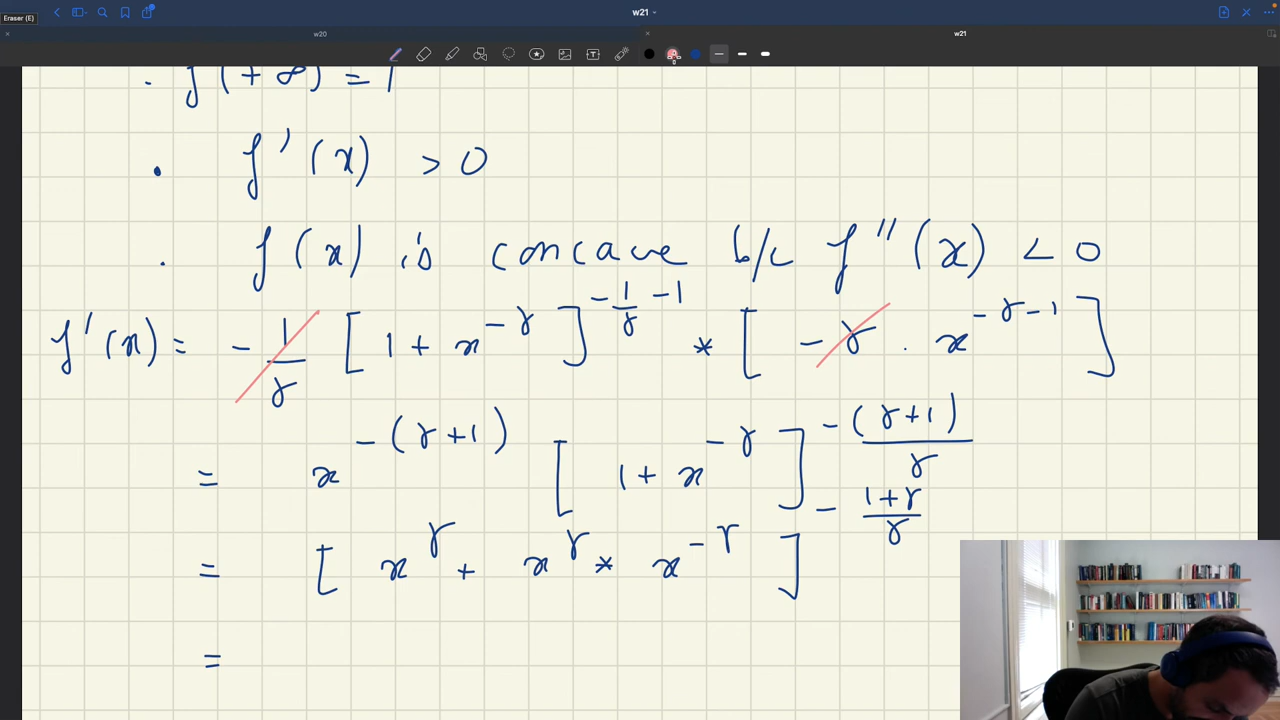 Eraser (E)
w21
w20
w21
· f(+∞) = 1
· f'(x) > 0
· f(x) is concave b/c f''(x) < 0
f'(x) = - 1/γ [1 + x^{-γ}]^{-1/γ - 1} * [-γ · x^{-γ-1}]
= x^{-(γ+1)} [1 + x^{-γ}]^{-(γ+1)/γ}
= [x^γ + x^γ * x^{-γ}]^{-(1+γ)/γ}
=